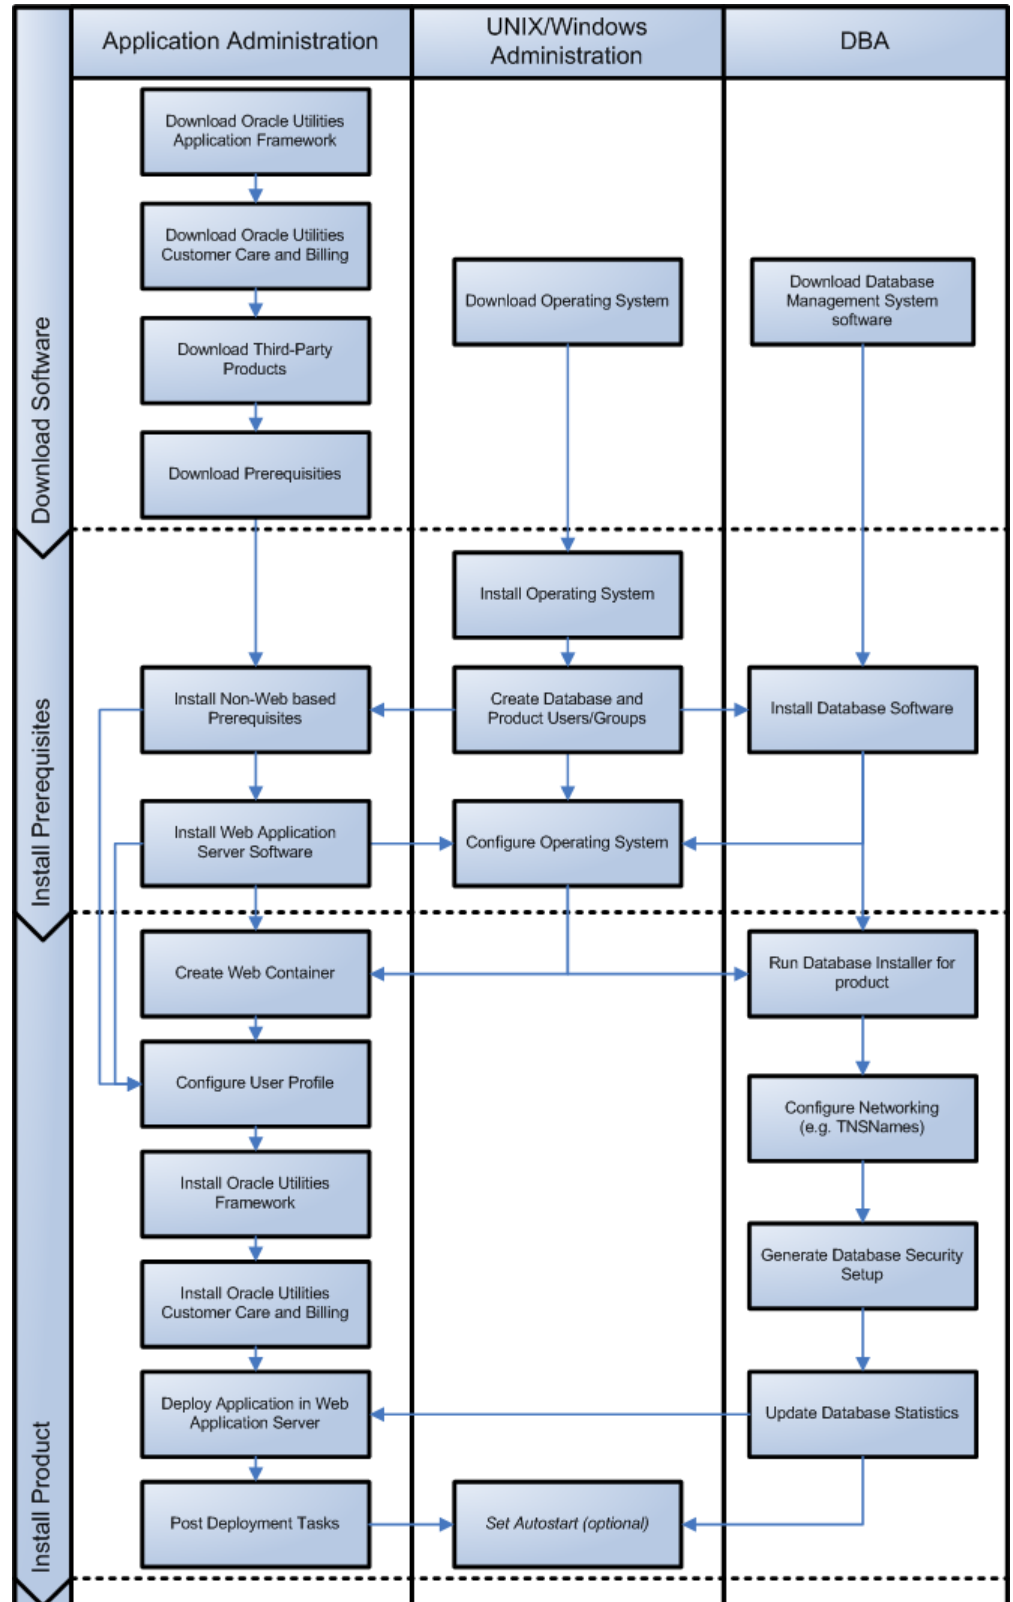 Application Administration
UNIX/Windows
Administration
DBA
Download Software
Download Oracle Utilities
Application Framework
Download Oracle Utilities
Customer Care and Billing
Download Third-Party
Products
Download Prerequisities
Download Operating System
Download Database
Management System
software
Install Prerequisites
Install Operating System
Install Non-Web based
Prerequisites
Create Database and
Product Users/Groups
Install Database Software
Install Web Application
Server Software
Configure Operating System
Install Product
Create Web Container
Run Database Installer for
product
Configure User Profile
Configure Networking
(e.g. TNSNames)
Install Oracle Utilities
Framework
Generate Database Security
Setup
Install Oracle Utilities
Customer Care and Billing
Deploy Application in Web
Application Server
Update Database Statistics
Post Deployment Tasks
Set Autostart (optional)